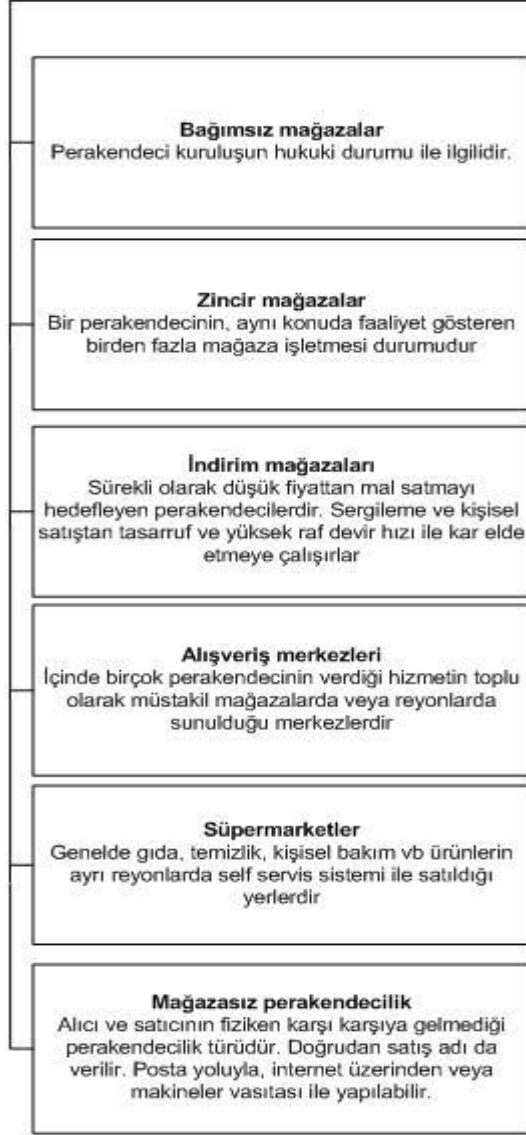 Bağımsız mağazalar
Perakendeci kuruluşun hukuki durumu ile ilgilidir.
Zincir mağazalar
Bir perakendecinin, aynı konuda faaliyet gösteren
birden fazla mağaza işletmesi durumudur
İndirim mağazaları
Sürekli olarak düşük fiyattan mal satmayı
hedefleyen perakendecilerdir. Sergileme ve kişisel
satıştan tasarruf ve yüksek raf devir hızı ile kar elde
etmeye çalışırlar
Alışveriş merkezleri
İçinde birçok perakendecinin verdiği hizmetin toplu
olarak müstakil mağazalarda veya reyonlarda
sunulduğu merkezlerdir
Süpermarketler
Genelde gıda, temizlik, kişisel bakım vb ürünlerin
ayrı reyonlarda self servis sistemi ile satıldığı
yerlerdir
Mağazasız perakendecilik
Alıcı ve satıcının fiziken karşı karşıya gelmediği
perakendecilik türüdür. Doğrudan satış adı da
verilir. Posta yoluyla, internet üzerinden veya
makineler vasıtası ile yapılabilir.